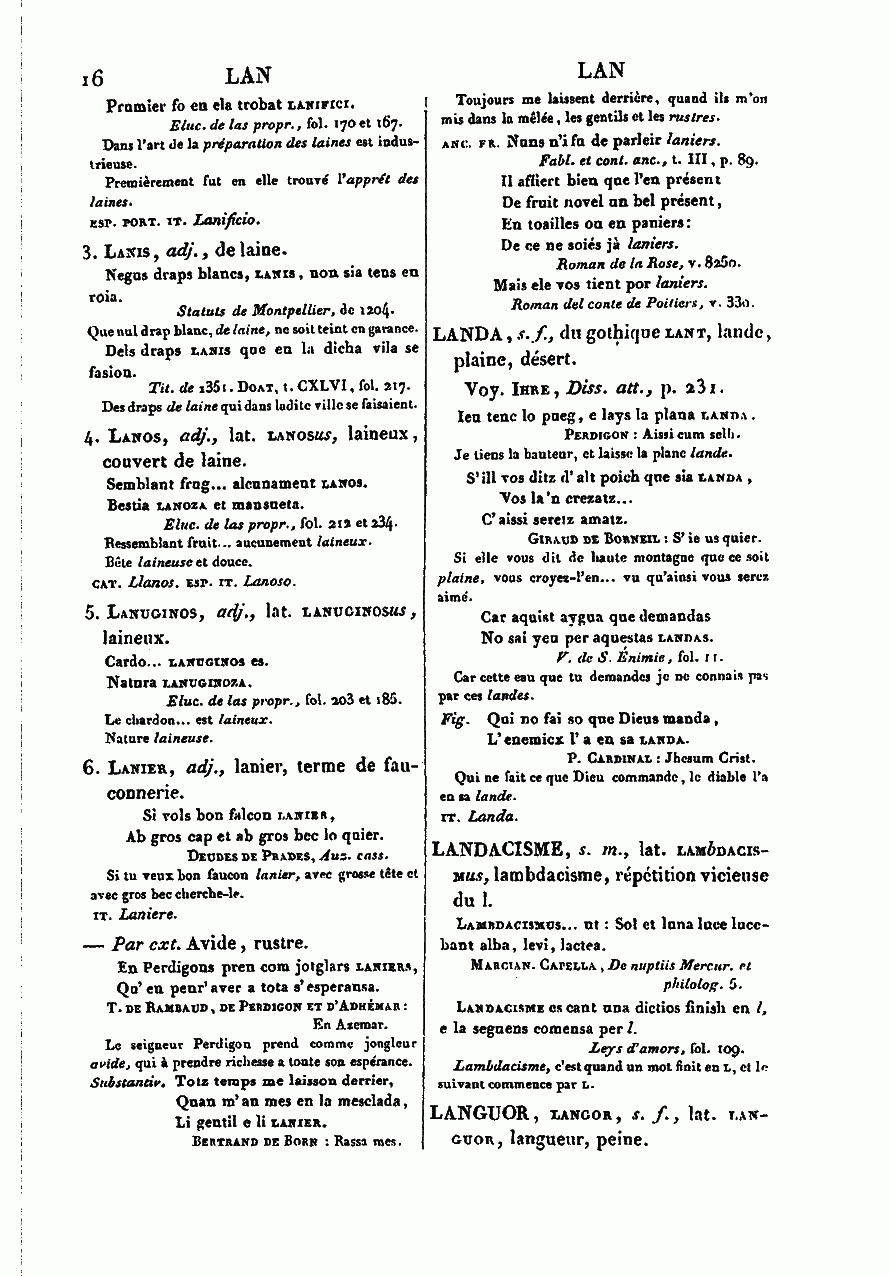 16 LAN
Prumier fo en ela trobat LANIFICI.
Eluc. de las propr., fol. 170 et 167.
Dans l'art de la préparation des laines est indus-
trieuse.
Premièrement fut en elle trouvé l'apprêt des
laines.
ESP. PORT. IT. Lanificio.
3. LANIS, adj., de laine.
Negus draps blancs, LANIS, non sia tens en
roia.
Statuts de Montpellier, de 1204.
Que nul drap blanc, de laine, ne soit teint en garance.
Dels draps LANIS que en la dicha vila se
fasion.
Tit. de 1351. DOAT, t. CXLVI, fol. 217.
Des draps de laine qui dans ladite ville se faisaient.
4. LANOS, adj., lat. LANOSUS, laineux,
couvert de laine.
Semblant frug... alcunament LANOS.
Bestia LANOZA et mansueta.
Eluc. de las propr., fol. 212 et 234.
Ressemblant fruit... aucunement laineux.
Bête laineuse et douce.
CAT. Llanos. ESP. IT. Lanoso.
5. LANUGINOS, adj., lat. LANUGINOSUS,
laineux.
Cardo... LANUGINOS es.
Natura LANUGINOZA.
Eluc. de las propr., fol. 203 et 185.
Le chardon... est laineux.
Nature laineuse.
6. LANIER, adj., lanier, terme de fau-
connerie.
Si vols bon falcon LANIER,
Ab gros cap et ab gros bec lo quier.
DEUDES DE PRADES, Aus. cass.
Si tu veux bon faucon lanier, avec grosse tête et
avec gros bec cherche-le.
IT. Laniere.
— Par ext. Avide, rustre.
En Perdigons pren com joglars LANIERS,
Qu' en penr' aver a tota s' esperansa.
T. DE RAMBAUD, DE PERDIGON ET D'ADHÉMAR:
En Azemar.
Le seigneur Perdigon prend comme jongleur
avide, qui à prendre richesse a toute son espérance.
Substantiv. Totz temps me laisson derrier,
Quan m' an mes en la mesclada,
Li gentil e li LANIER.
BERTRAND DE BORN : Rassa mes.
LAN
Toujours me laissent derrière, quand ils m'on
mis dans la mêlée, les gentils et les rustres.
ANC. FR. Nuns n'i fu de parleir laniers.
Fabl. et cont. anc., t. III, p. 89.
Il affiert bien que l'en présent
De fruit novel un bel présent,
En toailles ou en paniers:
De ce ne soiés jà laniers.
Roman de la Rose, v. 8250.
Mais ele vos tient por laniers.
Roman del conte de Poitiers, v. 330.
LANDA, s. f., du gothique LANT, lande,
plaine, désert.
Voy. IHRE, Diss. att., p. 231.
Ieu tenc lo pueg, e lays la plana LANDA.
PERDIGON : Aissi cum selh.
Je tiens la hauteur, et laisse la plane lande.
S'ill vos ditz d' alt poich que sia LANDA,
Vos la 'n crezatz...
C' aissi seretz amatz.
GIRAUD DE BORNEIL : S' ie us quier.
Si elle vous dit de haute montagne que ce soit
plaine, vous croyez-l'en... vu qu'ainsi vous serez
aimé.
Car aquist aygua que demandas
No sai yeu per aquestas LANDAS.
V. de S. Énimie, fol. 11.
Car cette eau que tu demandes je ne connais pas
par ces landes.
Fig. Qui no fai so que Dieus manda,
L' enemicx l' a en sa LANDA.
P. CARDINAL : Jhesum Crist.
Qui ne fait ce que Dieu commande, le diable l'a
en sa lande.
IT. Landa.
LANDACISME, s. m., lat. LAMbDACIS-
MUS, lambdacisme, répétition vicieuse
du l.
LAMBDACISMUS... ut : Sol et luna luce luce-
bant alba, levi, lactea.
MARCIAN. CAPELLA, De nuptiis Mercur. et
philolog. 5.
LANDACISME es cant una dictios finish en l,
e la seguens comensa per l.
Leys d'amors, fol. 109.
Lambdacisme, c'est quand un mot finit en L, et le
suivant commence par L.
LANGUOR, LANGOR, s. f., lat. LAN-
GUOR, langueur, peine.